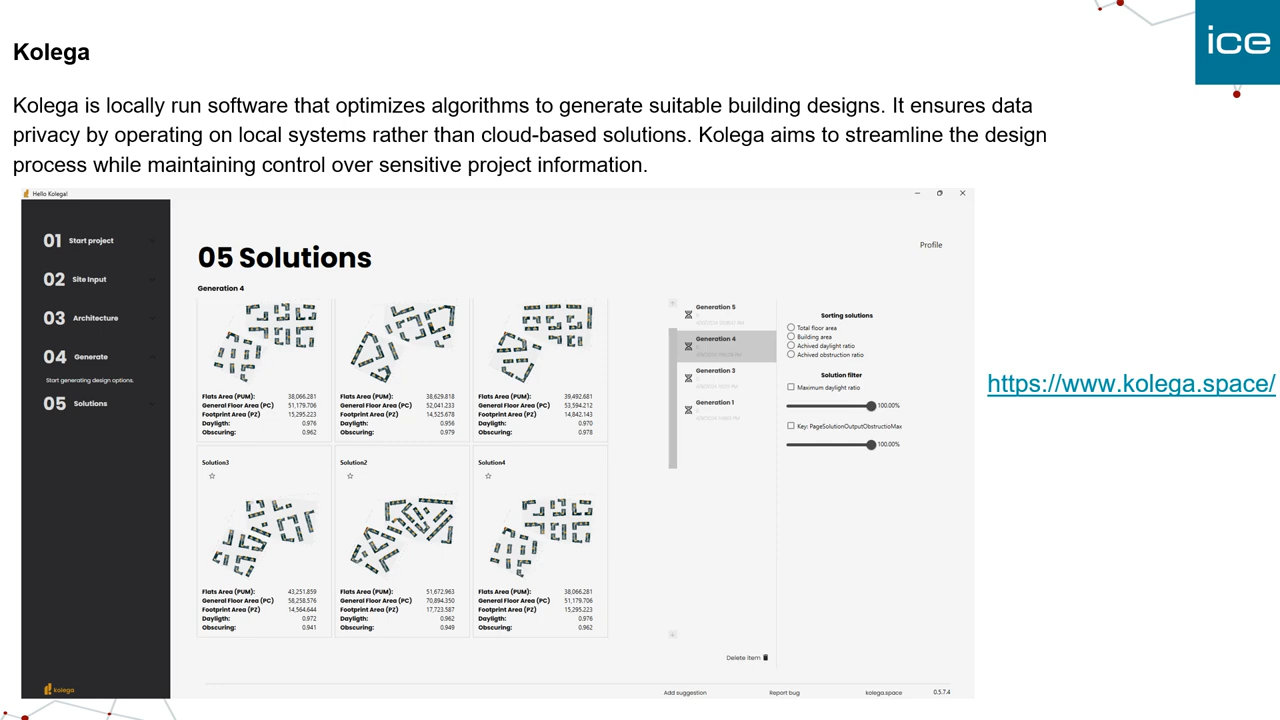 ice
Kolega
Kolega is locally run software that optimizes algorithms to generate suitable building designs. It ensures data
privacy by operating on local systems rather than cloud-based solutions. Kolega aims to streamline the design
process while maintaining control over sensitive project information.
Hello Kolega!
01 Start project
02 Site Input
03 Architecture
04 Generate
Start generating design options.
05 Solutions
kolega
05 Solutions
Profile
Generation 4
Flats Area (PUM): 38,066.281
General Floor Area (PC) 51,179.706
Footprint Area (PZ) 15,295.223
Dayligth: 0.976
Obscuring: 0.962
Flats Area (PUM): 38,629.818
General Floor Area (PC) 52,041.233
Footprint Area (PZ) 14,525.678
Dayligth: 0.956
Obscuring: 0.979
Flats Area (PUM): 39,492.681
General Floor Area (PC) 53,594.212
Footprint Area (PZ) 14,842.143
Dayligth: 0.970
Obscuring: 0.978
Solution3
Flats Area (PUM): 43,251.859
General Floor Area (PC) 58,258.576
Footprint Area (PZ) 14,564.644
Dayligth: 0.972
Obscuring: 0.941
Solution2
Flats Area (PUM): 51,672.963
General Floor Area (PC) 70,894.350
Footprint Area (PZ) 17,723.587
Dayligth: 0.962
Obscuring: 0.949
Solution4
Flats Area (PUM): 38,066.281
General Floor Area (PC) 51,179.706
Footprint Area (PZ) 15,295.223
Dayligth: 0.976
Obscuring: 0.962
Generation 5
Generation 4
Generation 3
Generation 1
Delete item
Sorting solutions
Total floor area
Building area
Achived daylight ratio
Achived obstruction ratio
Solution filter
Maximum daylight ratio
100.00%
Key: PageSolutionOutputObstructioMax
100.00%
Add suggestion
Report bug
kolega.space
0.5.7.4
https://www.kolega.space/